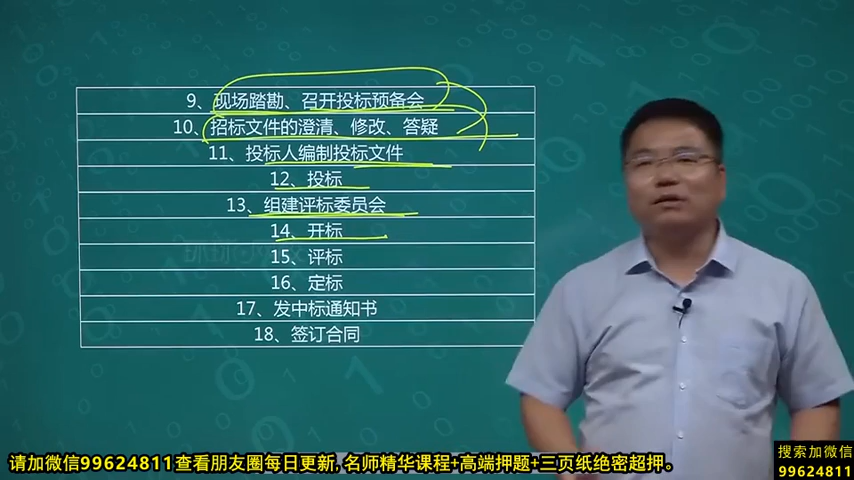 9、现场踏勘、召开投标预备会
10、招标文件的澄清、修改、答疑
11、投标人编制投标文件
12、投标
13、组建评标委员会
14、开标
15、评标
16、定标
17、发中标通知书
18、签订合同
请加微信99624811查看朋友圈每日更新,名师精华课程+高端押题+三页纸绝密超押。
搜索加微信
99624811